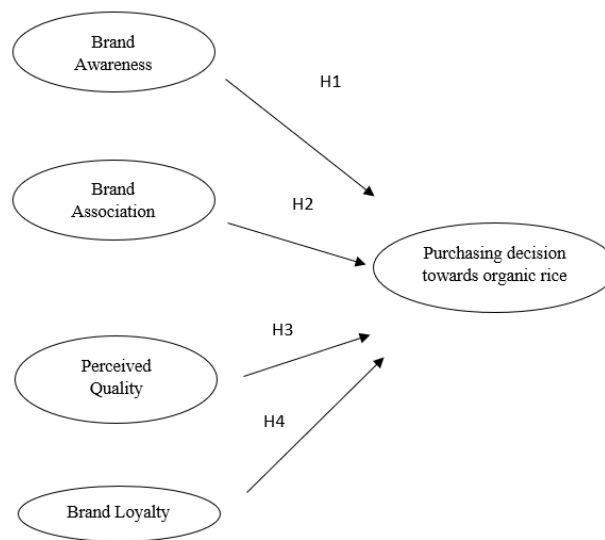 Brand
Awareness
H1
Brand
Association
H2
Purchasing decision
towards organic rice
H3
Perceived
Quality
H4
Brand Loyalty